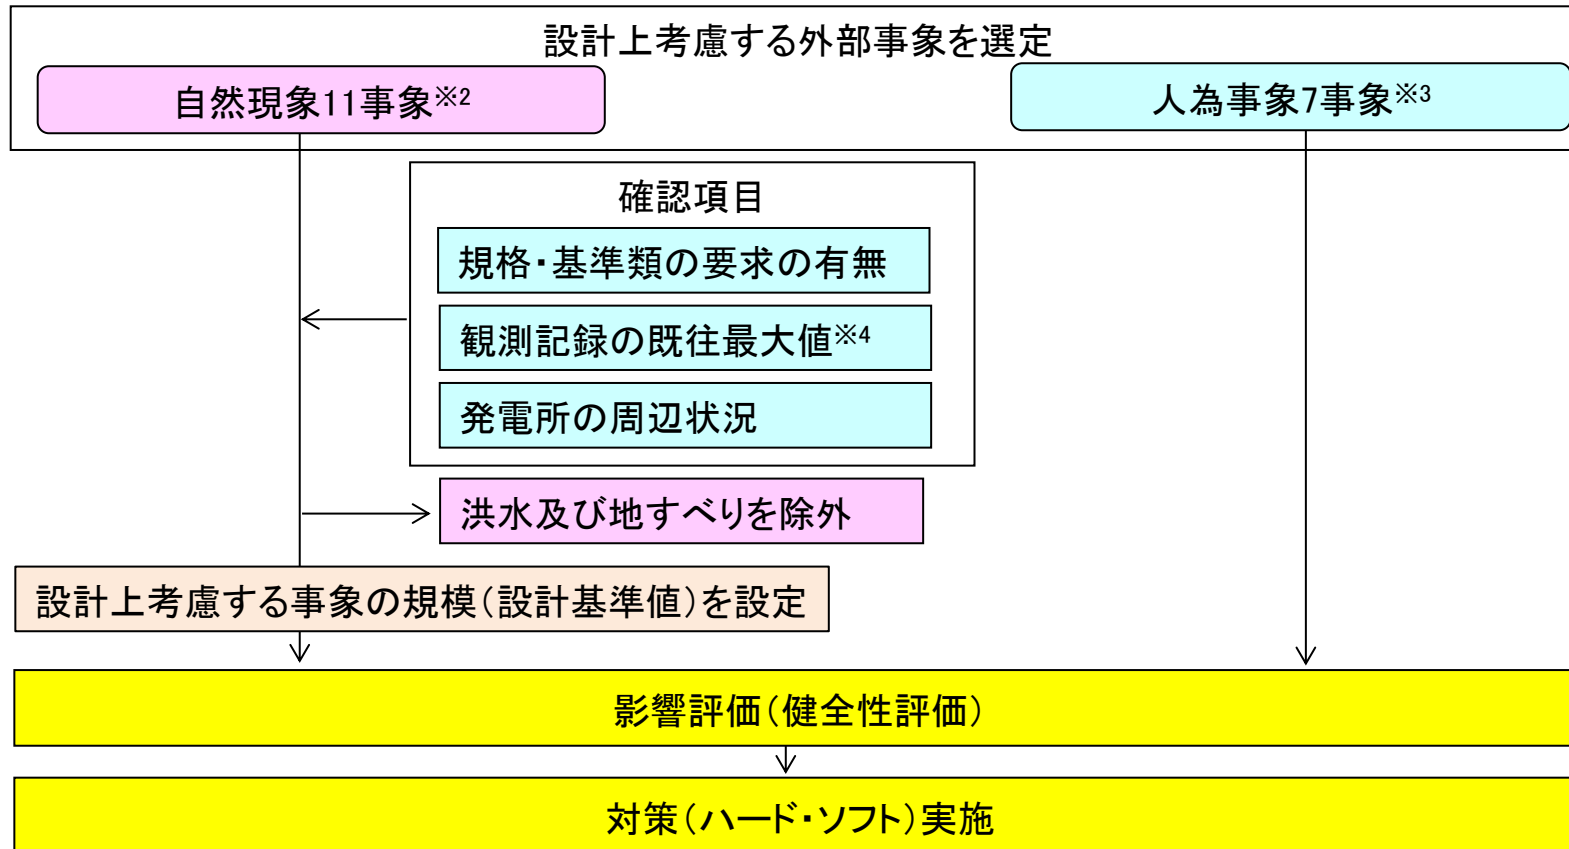 設計上考慮する外部事象を選定
自然現象11事象※2
人為事象7事象※3
確認項目
規格・基準類の要求の有無
観測記録の既往最大値※4
発電所の周辺状況
洪水及び地すべりを除外
設計上考慮する事象の規模(設計基準値)を設定
影響評価(健全性評価)
対策(ハード・ソフト)実施